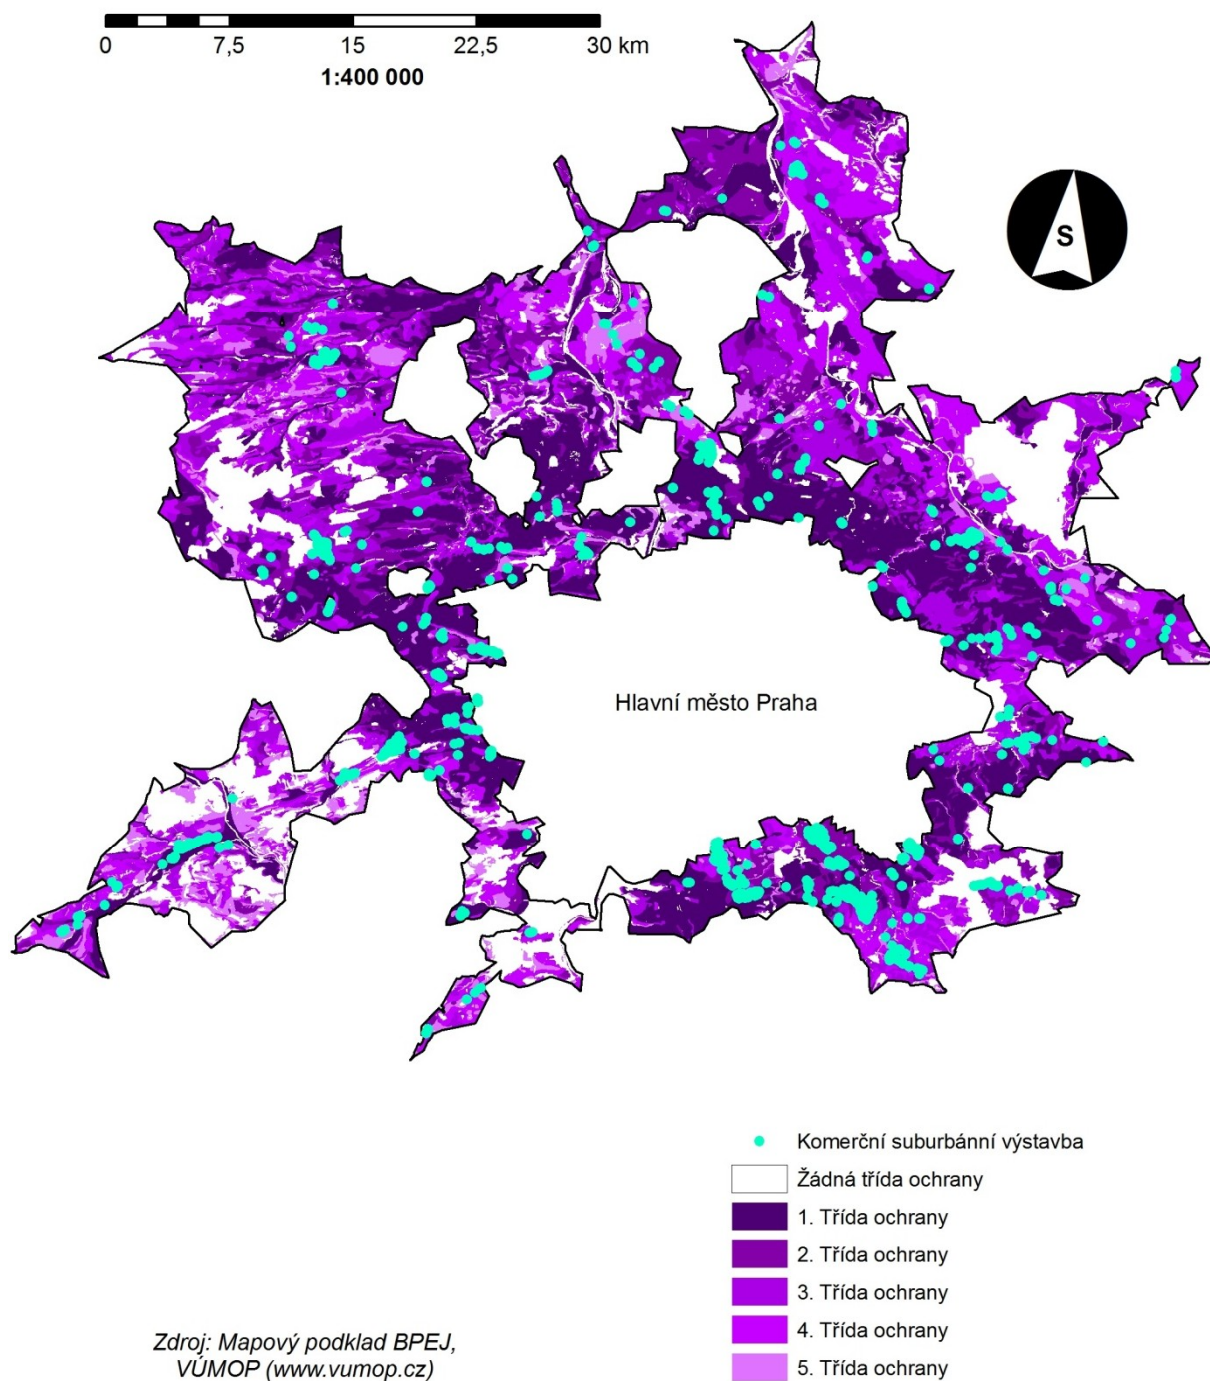 0 7,5 15 22,5 30 km
1:400 000
S
Hlavní město Praha
Komerční suburbánní výstavba
Žádná třída ochrany
1. Třída ochrany
2. Třída ochrany
3. Třída ochrany
4. Třída ochrany
5. Třída ochrany
Zdroj: Mapový podklad BPEJ,
VÚMOP (www.vumop.cz)